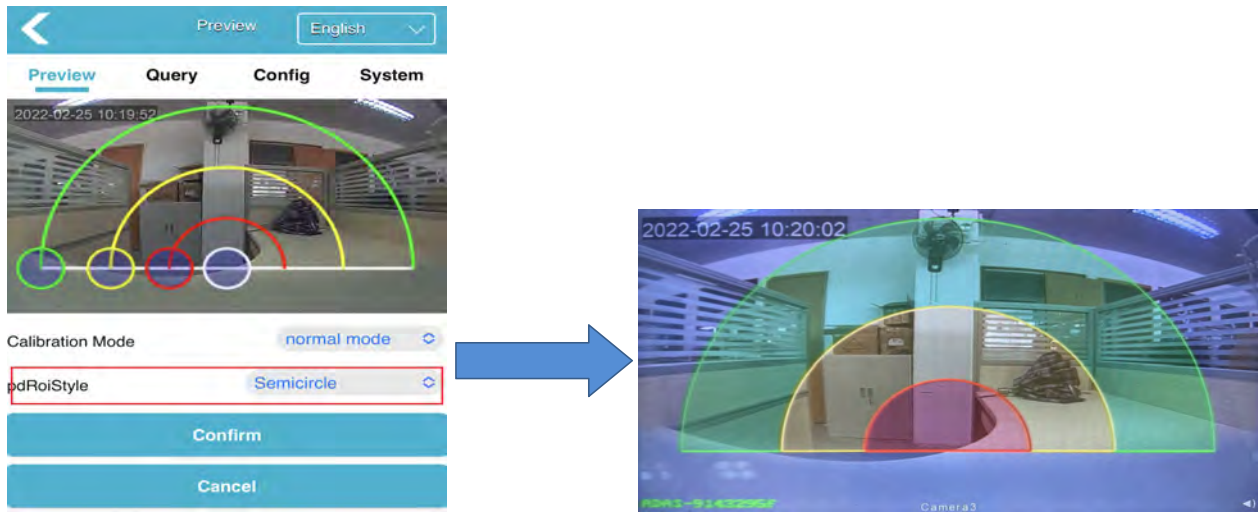 Preview
English
Preview Query Config System
2022-02-25 10:19:52
Calibration Mode normal mode
pdRoiStyle Semicircle
Confirm
Cancel
2022-02-25 10:20:02
Camera3